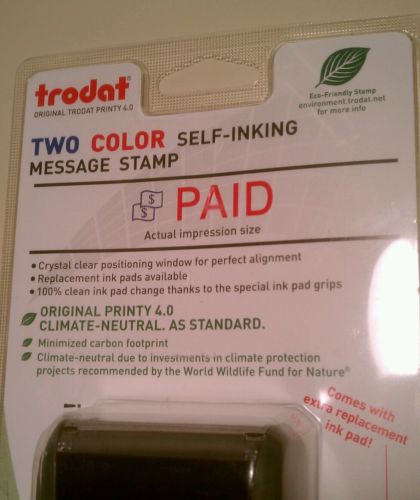 trodat®
ORIGINAL TRODAT PRINTY 4.0
Eco-Friendly Stamp
environment.trodat.net
for more info
TWO COLOR SELF-INKING
MESSAGE STAMP
$
$
PAID
Actual impression size
• Crystal clear positioning window for perfect alignment
• Replacement ink pads available
• 100% clean ink pad change thanks to the special ink pad grips
ORIGINAL PRINTY 4.0
CLIMATE-NEUTRAL. AS STANDARD.
Minimized carbon footprint
Climate-neutral due to investments in climate protection
projects recommended by the World Wildlife Fund for Nature®
Comes with
extra replacement
ink pad!